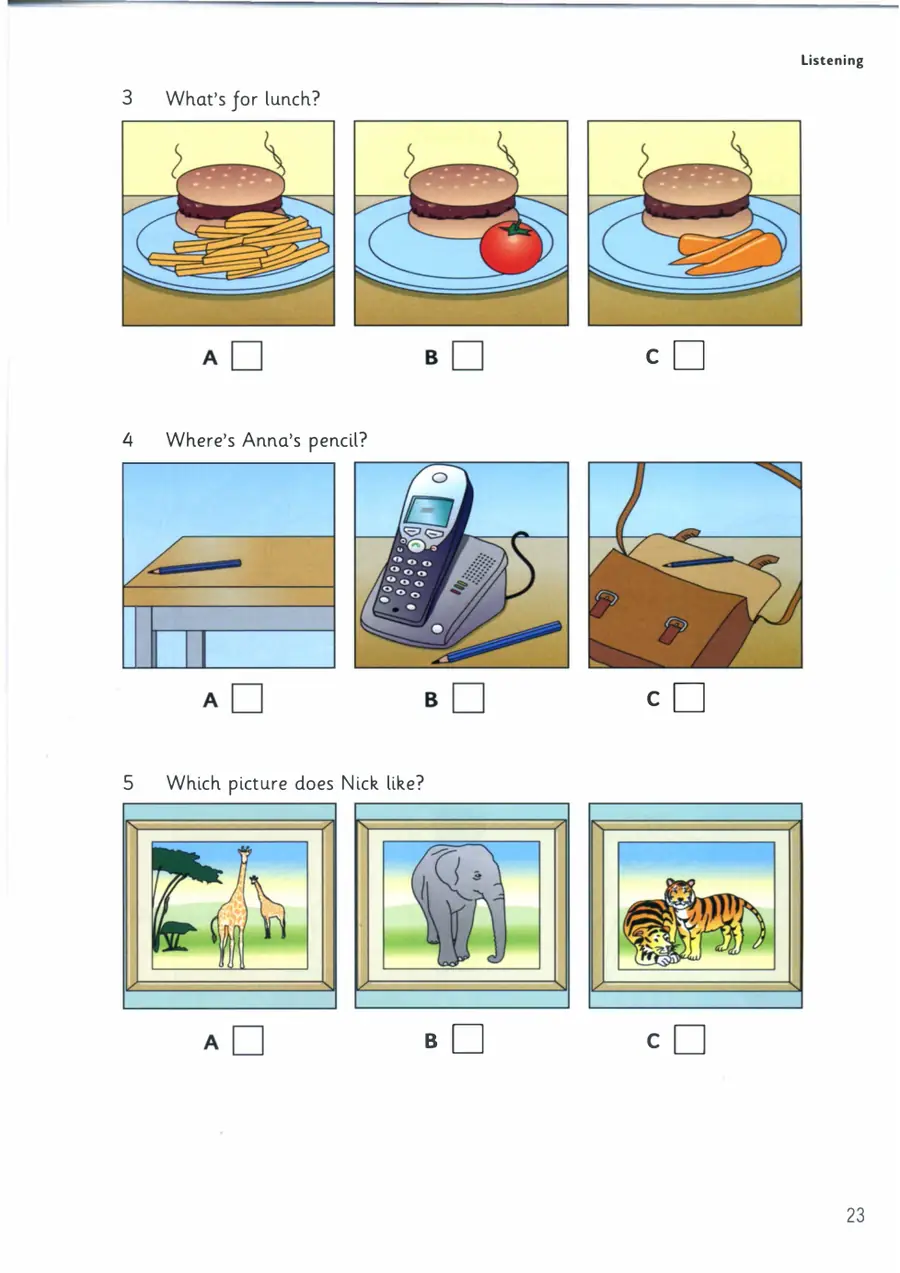 Listening
3 What's for lunch?
A B C
4 Where's Anna's pencil?
A B C
5 Which picture does Nick like?
A B C
23